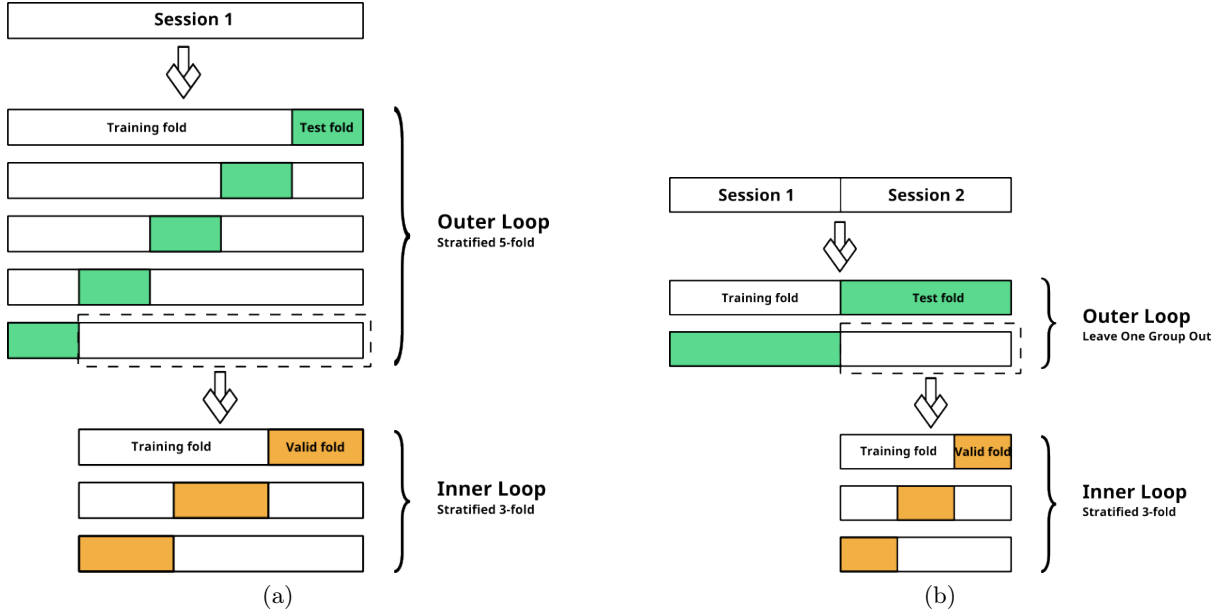 Session 1
Training fold
Test fold
Outer Loop
Stratified 5-fold
Training fold
Valid fold
Inner Loop
Stratified 3-fold
(a)
Session 1
Session 2
Training fold
Test fold
Outer Loop
Leave One Group Out
Training fold
Valid fold
Inner Loop
Stratified 3-fold
(b)